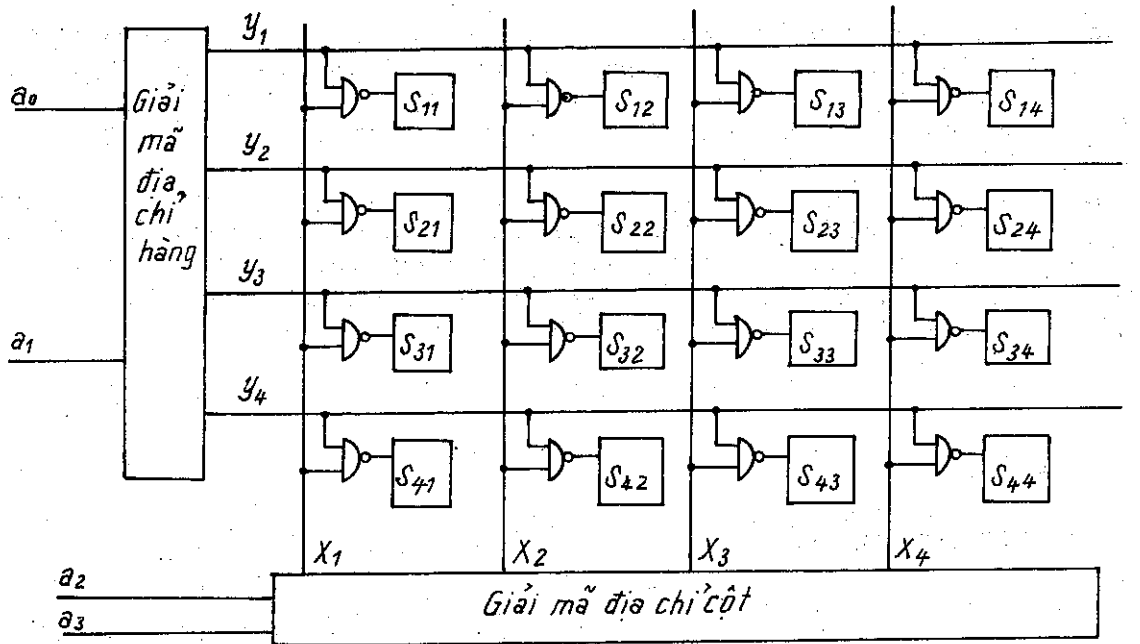 y₁
a₀
Giải
mã
địa
chỉ
hàng
S₁₁ S₁₂ S₁₃ S₁₄
y₂
S₂₁ S₂₂ S₂₃ S₂₄
y₃
a₁
S₃₁ S₃₂ S₃₃ S₃₄
y₄
S₄₁ S₄₂ S₄₃ S₄₄
X₁ X₂ X₃ X₄
a₂
Giải mã địa chỉ cột
a₃